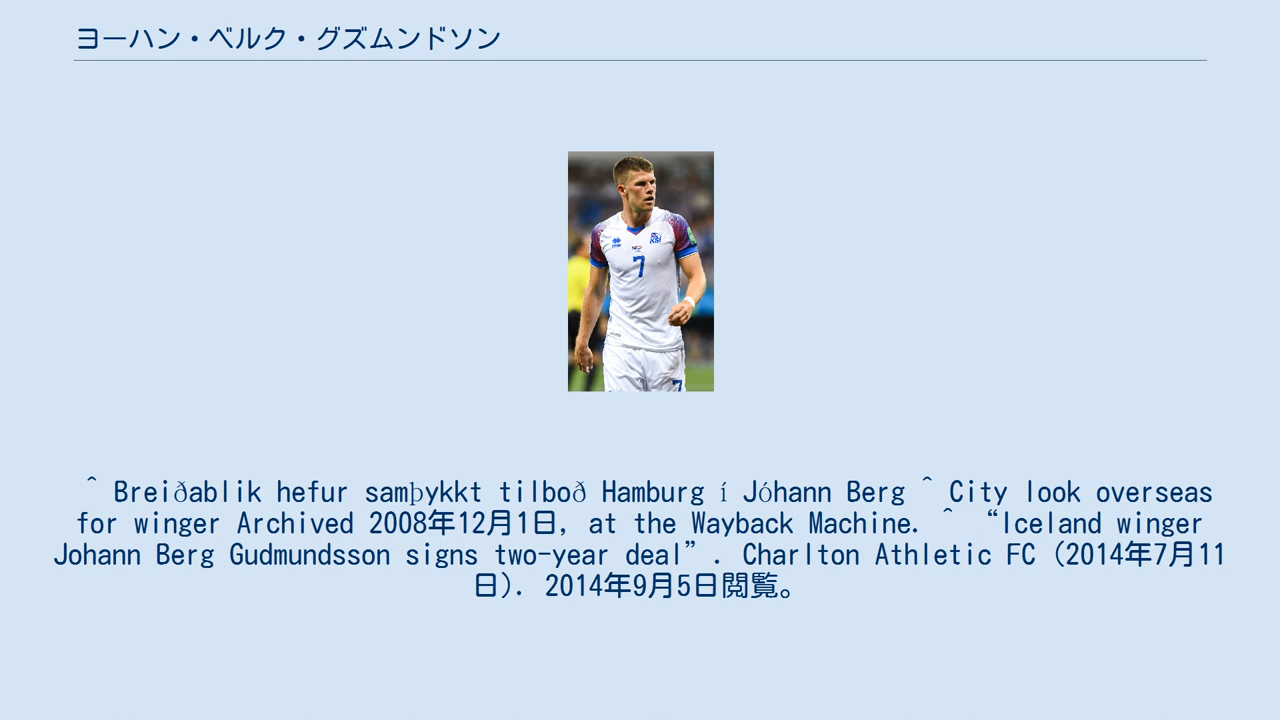 ヨーハン・ベルク・グズムンドソン
KSÍ
7
7
^ Breiðablik hefur samþykkt tilboð Hamburg í Jóhann Berg ^ City look overseas
for winger Archived 2008年12月1日, at the Wayback Machine. ^ “Iceland winger
Johann Berg Gudmundsson signs two-year deal”. Charlton Athletic FC (2014年7月11
日). 2014年9月5日閲覧。